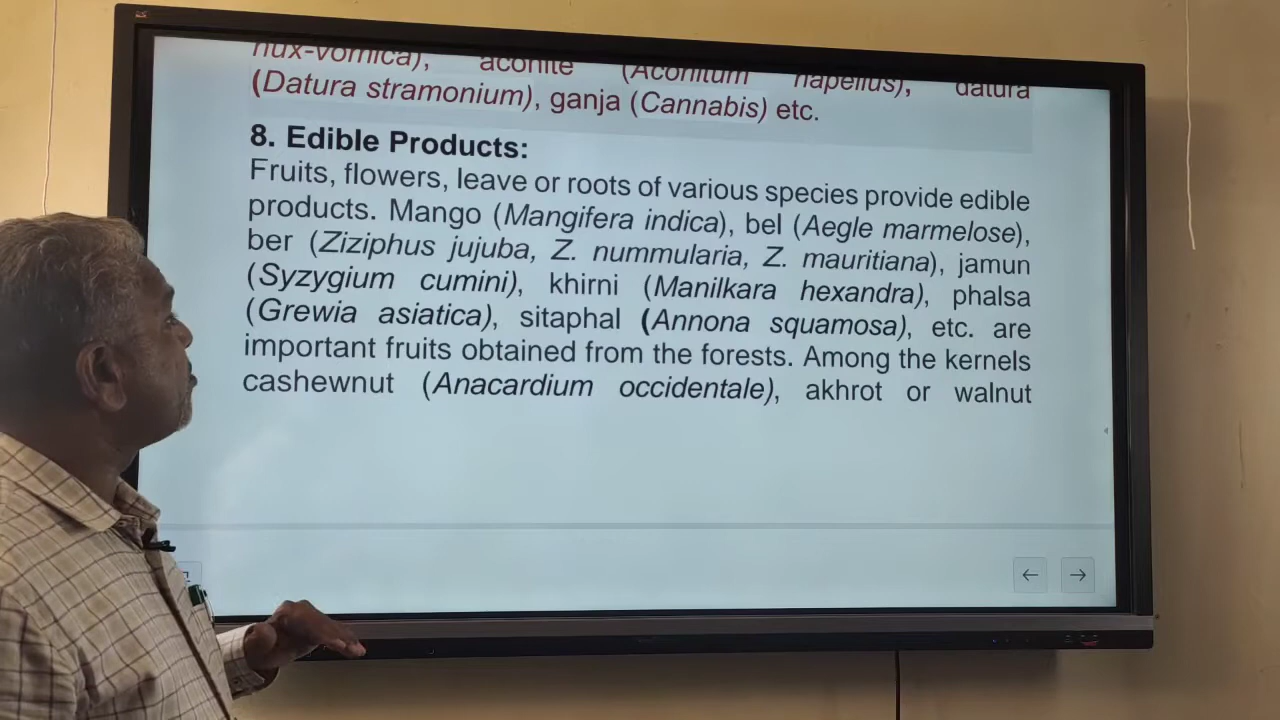 nux-vomica), aconite (Aconitum napellus), datura
(Datura stramonium), ganja (Cannabis) etc.
8. Edible Products:
Fruits, flowers, leave or roots of various species provide edible
products. Mango (Mangifera indica), bel (Aegle marmelose),
ber (Ziziphus jujuba, Z. nummularia, Z. mauritiana), jamun
(Syzygium cumini), khirni (Manilkara hexandra), phalsa
(Grewia asiatica), sitaphal (Annona squamosa), etc. are
important fruits obtained from the forests. Among the kernels
cashewnut (Anacardium occidentale), akhrot or walnut